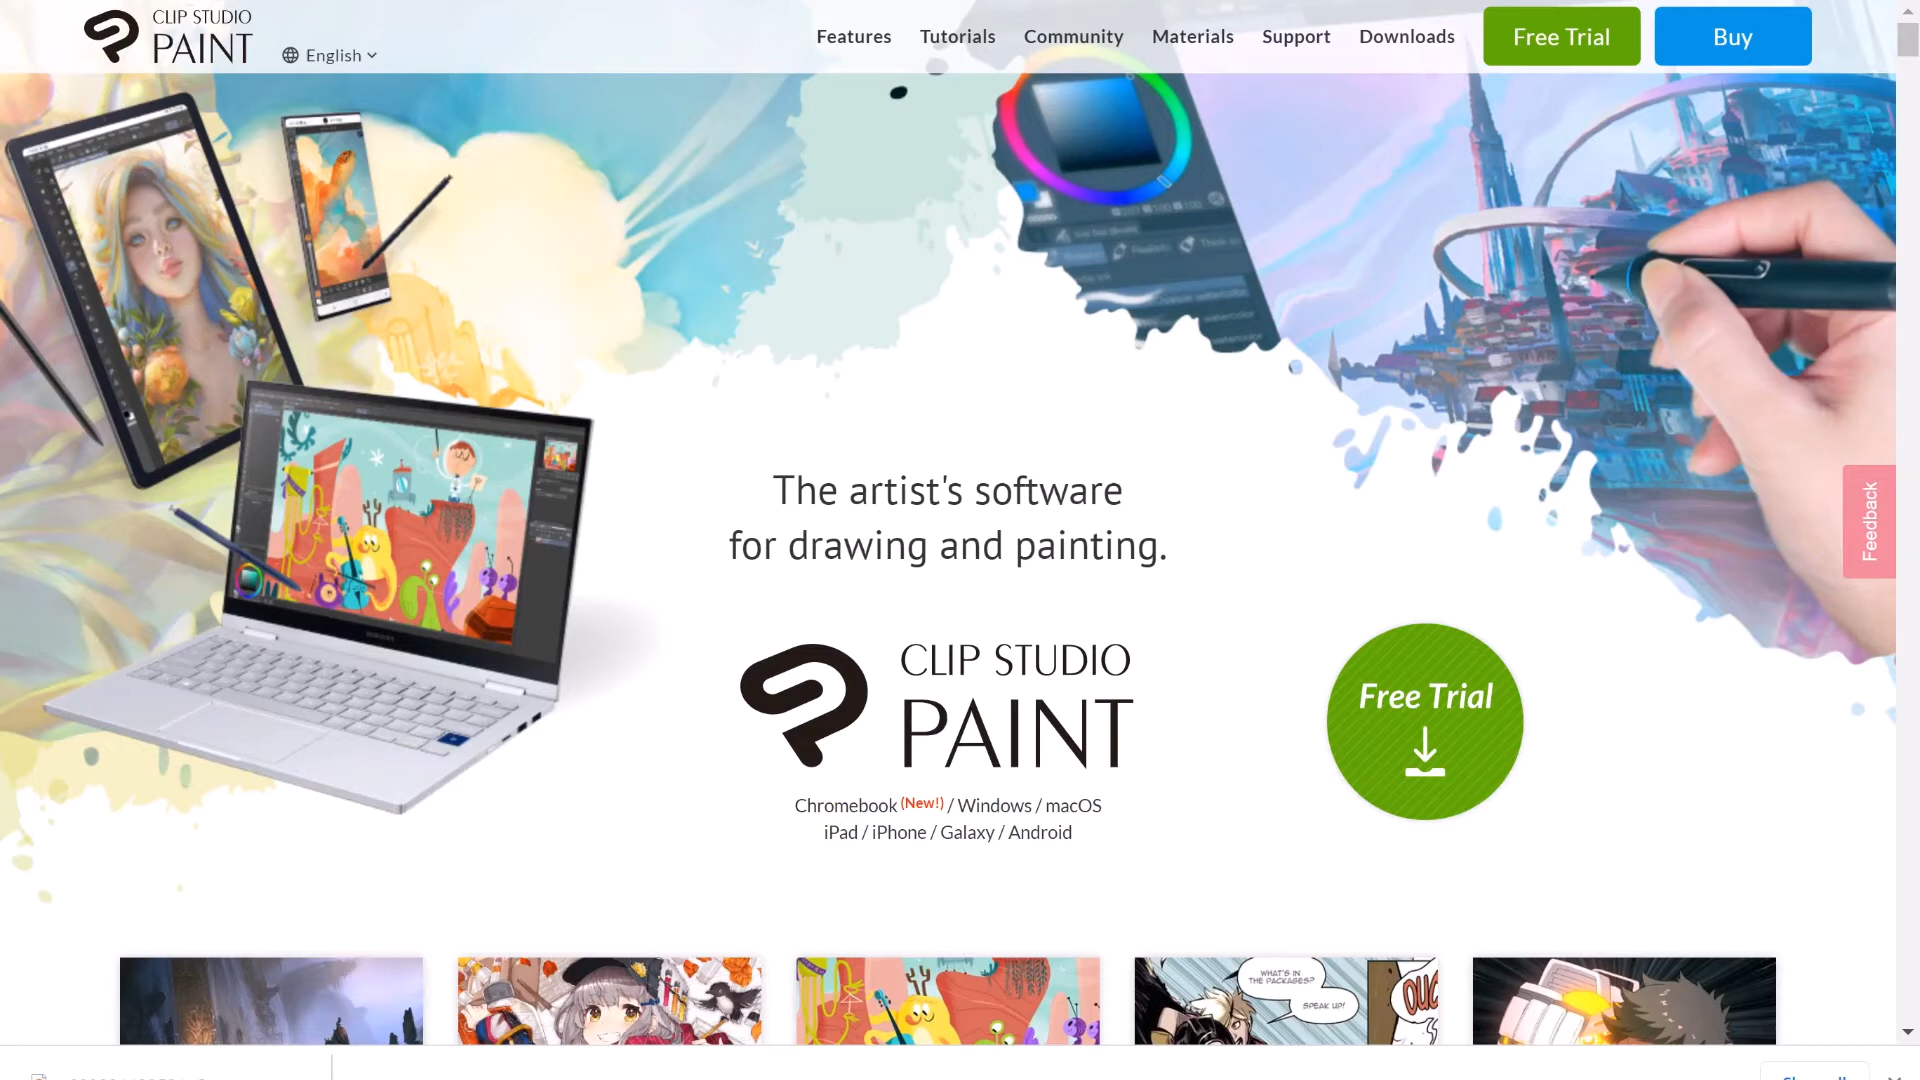 CLIP STUDIO
PAINT
English
Features
Tutorials
Community
Materials
Support
Downloads
Free Trial
Buy
Feedback
The artist's software
for drawing and painting.
CLIP STUDIO
PAINT
Free Trial
Chromebook (New!) / Windows / macOS
iPad / iPhone / Galaxy / Android
WHAT'S IN
THE PACKAGES?
SPEAK UP!